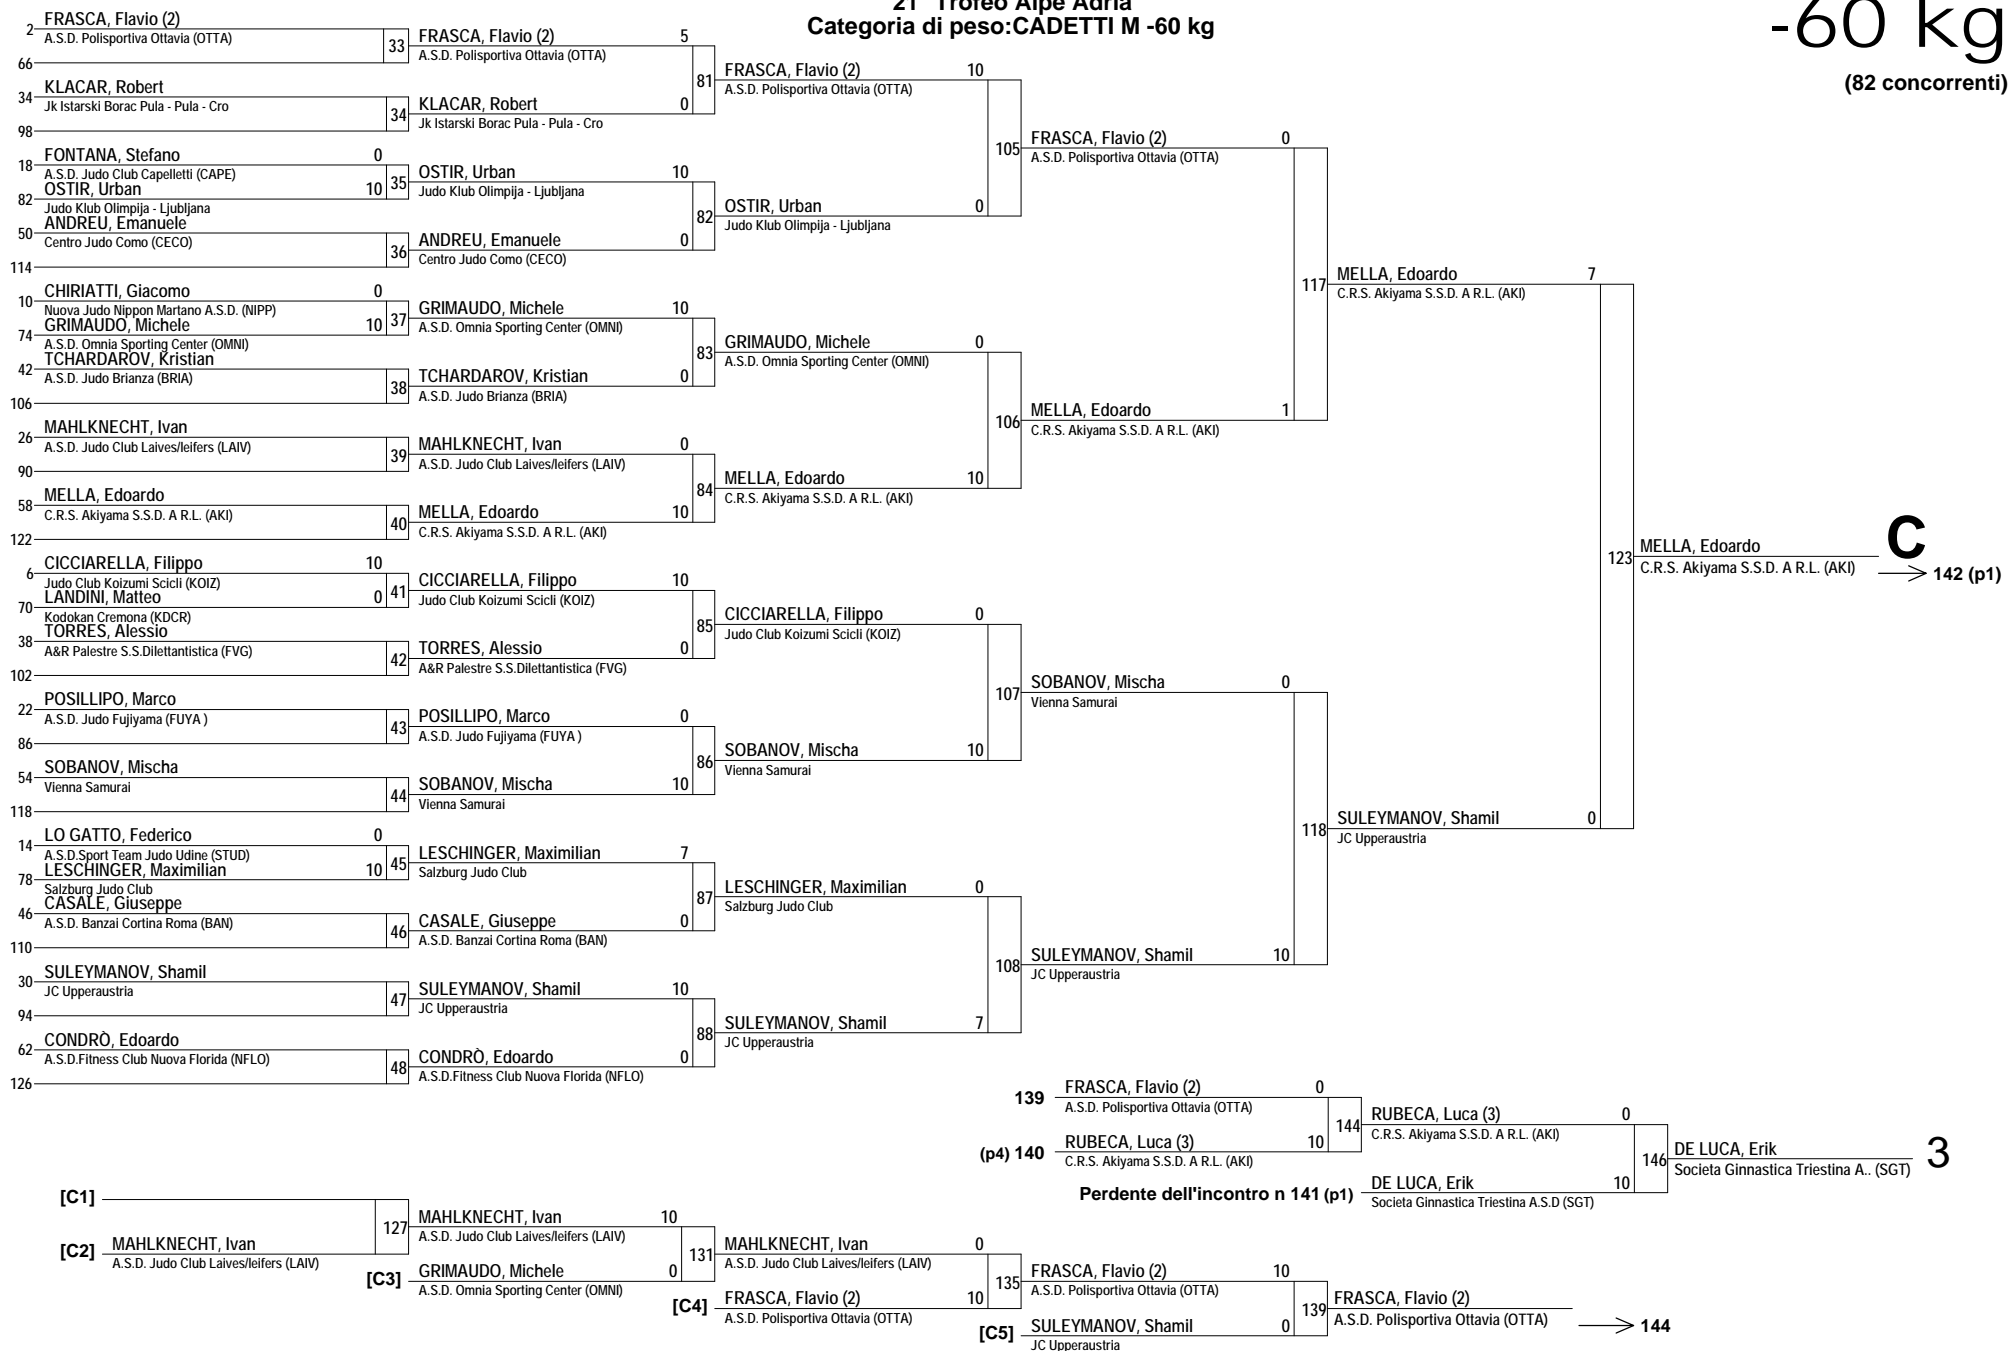 21° Trofeo Alpe Adria
Categoria di peso:CADETTI M -60 kg
-60 kg
(82 concorrenti)
2
FRASCA, Flavio (2)
A.S.D. Polisportiva Ottavia (OTTA)
66
33
34
KLACAR, Robert
Jk Istarski Borac Pula - Pula - Cro
98
34
18
FONTANA, Stefano 0
A.S.D. Judo Club Capelletti (CAPE)
82
OSTIR, Urban 10
Judo Klub Olimpija - Ljubljana
35
50
ANDREU, Emanuele
Centro Judo Como (CECO)
114
36
10
CHIRIATTI, Giacomo 0
Nuova Judo Nippon Martano A.S.D. (NIPP)
74
GRIMAUDO, Michele 10
A.S.D. Omnia Sporting Center (OMNI)
37
42
TCHARDAROV, Kristian
A.S.D. Judo Brianza (BRIA)
106
38
26
MAHLKNECHT, Ivan
A.S.D. Judo Club Laives/leifers (LAIV)
90
39
58
MELLA, Edoardo
C.R.S. Akiyama S.S.D. A R.L. (AKI)
122
40
6
CICCIARELLA, Filippo 10
Judo Club Koizumi Scicli (KOIZ)
70
LANDINI, Matteo 0
Kodokan Cremona (KDCR)
41
38
TORRES, Alessio
A&R Palestre S.S.Dilettantistica (FVG)
102
42
22
POSILLIPO, Marco
A.S.D. Judo Fujiyama (FUYA )
86
43
54
SOBANOV, Mischa
Vienna Samurai
118
44
14
LO GATTO, Federico 0
A.S.D.Sport Team Judo Udine (STUD)
78
LESCHINGER, Maximilian 10
Salzburg Judo Club
45
46
CASALE, Giuseppe
A.S.D. Banzai Cortina Roma (BAN)
110
46
30
SULEYMANOV, Shamil
JC Upperaustria
94
47
62
CONDRÒ, Edoardo
A.S.D.Fitness Club Nuova Florida (NFLO)
126
48
FRASCA, Flavio (2) 5
A.S.D. Polisportiva Ottavia (OTTA)
81
KLACAR, Robert 0
Jk Istarski Borac Pula - Pula - Cro
OSTIR, Urban 10
Judo Klub Olimpija - Ljubljana
82
ANDREU, Emanuele 0
Centro Judo Como (CECO)
GRIMAUDO, Michele 10
A.S.D. Omnia Sporting Center (OMNI)
83
TCHARDAROV, Kristian 0
A.S.D. Judo Brianza (BRIA)
MAHLKNECHT, Ivan 0
A.S.D. Judo Club Laives/leifers (LAIV)
84
MELLA, Edoardo 10
C.R.S. Akiyama S.S.D. A R.L. (AKI)
CICCIARELLA, Filippo 10
Judo Club Koizumi Scicli (KOIZ)
85
TORRES, Alessio 0
A&R Palestre S.S.Dilettantistica (FVG)
POSILLIPO, Marco 0
A.S.D. Judo Fujiyama (FUYA )
86
SOBANOV, Mischa 10
Vienna Samurai
LESCHINGER, Maximilian 7
Salzburg Judo Club
87
CASALE, Giuseppe 0
A.S.D. Banzai Cortina Roma (BAN)
SULEYMANOV, Shamil 10
JC Upperaustria
88
CONDRÒ, Edoardo 0
A.S.D.Fitness Club Nuova Florida (NFLO)
FRASCA, Flavio (2) 10
A.S.D. Polisportiva Ottavia (OTTA)
105
OSTIR, Urban 0
Judo Klub Olimpija - Ljubljana
GRIMAUDO, Michele 0
A.S.D. Omnia Sporting Center (OMNI)
106
MELLA, Edoardo 10
C.R.S. Akiyama S.S.D. A R.L. (AKI)
CICCIARELLA, Filippo 0
Judo Club Koizumi Scicli (KOIZ)
107
SOBANOV, Mischa 10
Vienna Samurai
LESCHINGER, Maximilian 0
Salzburg Judo Club
108
SULEYMANOV, Shamil 7
JC Upperaustria
FRASCA, Flavio (2) 0
A.S.D. Polisportiva Ottavia (OTTA)
117
MELLA, Edoardo 1
C.R.S. Akiyama S.S.D. A R.L. (AKI)
SOBANOV, Mischa 0
Vienna Samurai
118
SULEYMANOV, Shamil 10
JC Upperaustria
MELLA, Edoardo 7
C.R.S. Akiyama S.S.D. A R.L. (AKI)
123
SULEYMANOV, Shamil 0
JC Upperaustria
MELLA, Edoardo
C.R.S. Akiyama S.S.D. A R.L. (AKI)
C
142 (p1)
139
FRASCA, Flavio (2) 0
A.S.D. Polisportiva Ottavia (OTTA)
144
(p4) 140
RUBECA, Luca (3) 10
C.R.S. Akiyama S.S.D. A R.L. (AKI)
RUBECA, Luca (3) 0
C.R.S. Akiyama S.S.D. A R.L. (AKI)
146
Perdente dell'incontro n 141 (p1)
DE LUCA, Erik 10
Societa Ginnastica Triestina A.S.D (SGT)
DE LUCA, Erik
Societa Ginnastica Triestina A.. (SGT)
3
[C1]
127
[C2]
MAHLKNECHT, Ivan
A.S.D. Judo Club Laives/leifers (LAIV)
MAHLKNECHT, Ivan 10
A.S.D. Judo Club Laives/leifers (LAIV)
131
[C3]
GRIMAUDO, Michele 0
A.S.D. Omnia Sporting Center (OMNI)
MAHLKNECHT, Ivan 0
A.S.D. Judo Club Laives/leifers (LAIV)
135
[C4]
FRASCA, Flavio (2) 10
A.S.D. Polisportiva Ottavia (OTTA)
FRASCA, Flavio (2) 10
A.S.D. Polisportiva Ottavia (OTTA)
139
[C5]
SULEYMANOV, Shamil 0
JC Upperaustria
FRASCA, Flavio (2)
A.S.D. Polisportiva Ottavia (OTTA)
144